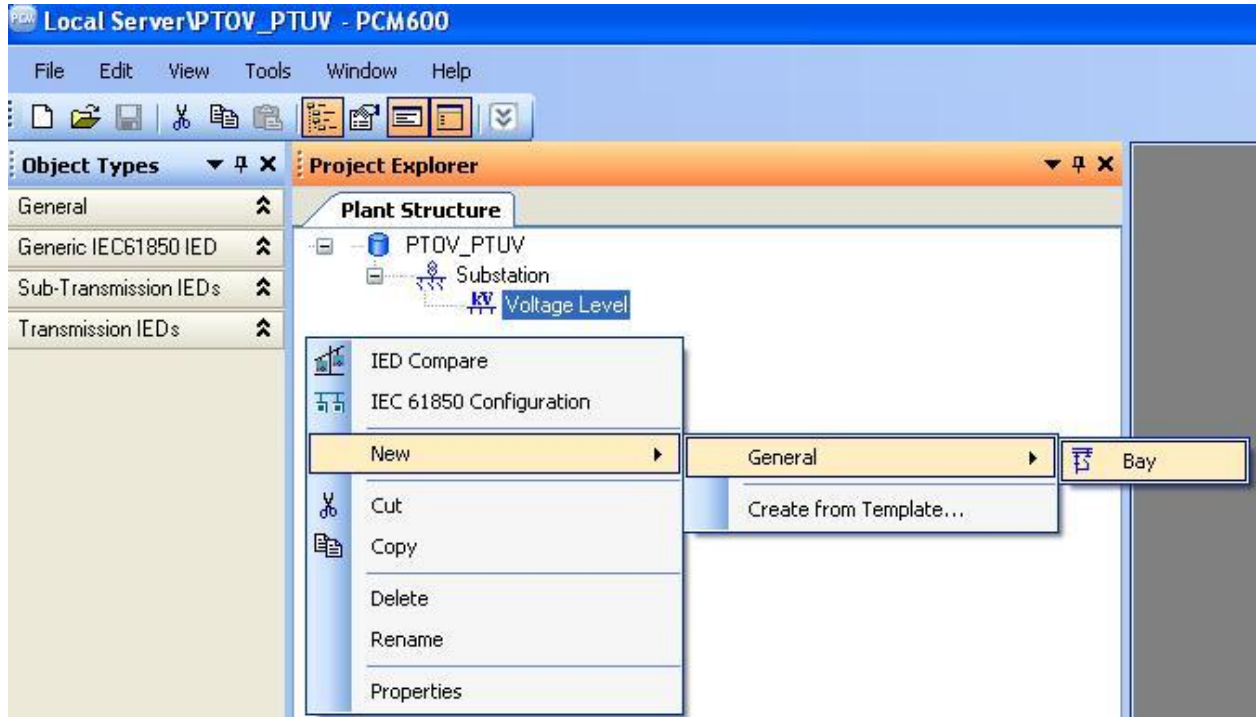 Local Server\PTOV_PTUV - PCM600
File Edit View Tools Window Help
Object Types
General
Generic IEC61850 IED
Sub-Transmission IEDs
Transmission IEDs
Project Explorer
Plant Structure
PTOV_PTUV
Substation
kV Voltage Level
IED Compare
IEC 61850 Configuration
New
Cut
Copy
Delete
Rename
Properties
General
Create from Template...
Bay